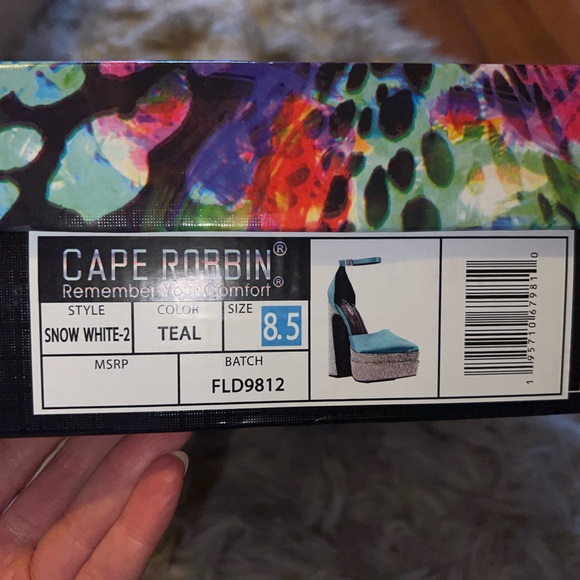 CAPE ROBBIN®
Remember Your Comfort®
STYLE COLOR SIZE
SNOW WHITE-2 TEAL 8.5
MSRP BATCH
FLD9812